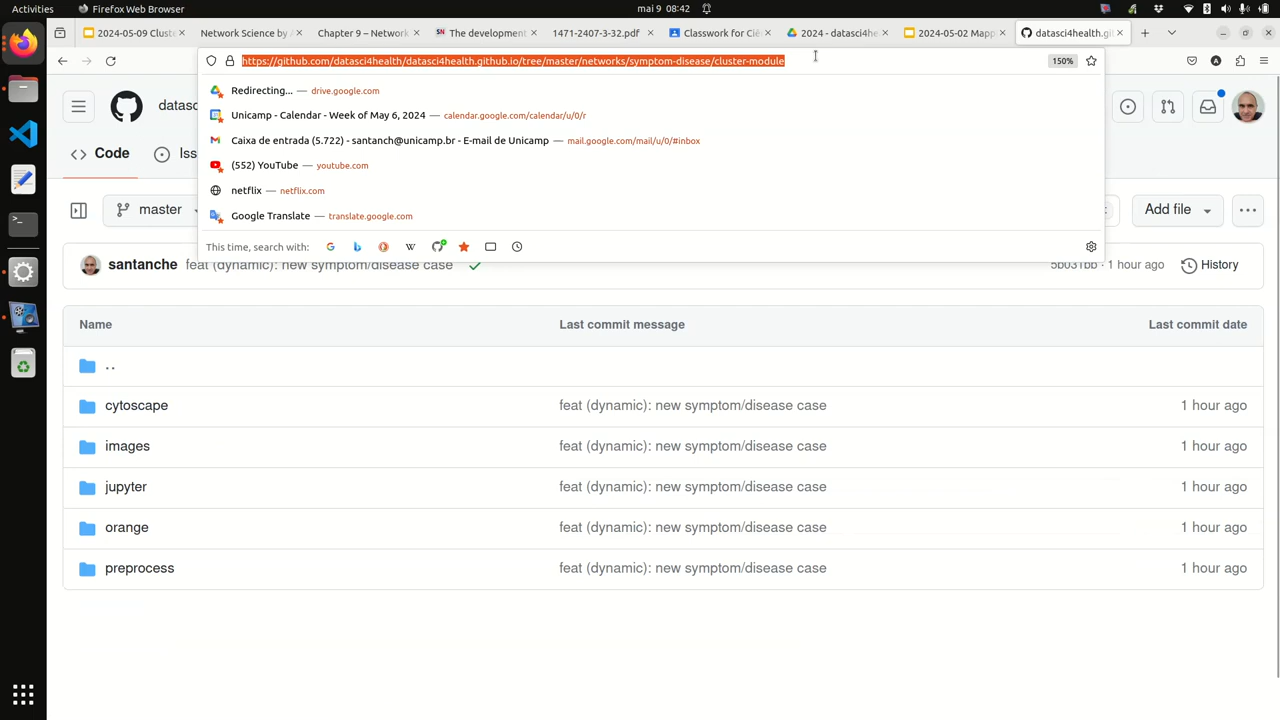 Activities
Firefox Web Browser
mai 9 08:42
2024-05-09 Cluste
Network Science by A
Chapter 9 – Network
The development
1471-2407-3-32.pdf
Classwork for Ciê
2024 - datasci4he
2024-05-02 Mapp
datasci4health.gi
https://github.com/datasci4health/datasci4health.github.io/tree/master/networks/symptom-disease/cluster-module
150%
Redirecting... — drive.google.com
Unicamp - Calendar - Week of May 6, 2024 — calendar.google.com/calendar/u/0/r
Caixa de entrada (5.722) - santanch@unicamp.br - E-mail de Unicamp — mail.google.com/mail/u/0/#inbox
(552) YouTube — youtube.com
netflix — netflix.com
Google Translate — translate.google.com
This time, search with:
datasc
Code
Iss
master
Add file
santanche feat (dynamic): new symptom/disease case
5b031bb · 1 hour ago
History
Name Last commit message Last commit date
..
cytoscape feat (dynamic): new symptom/disease case 1 hour ago
images feat (dynamic): new symptom/disease case 1 hour ago
jupyter feat (dynamic): new symptom/disease case 1 hour ago
orange feat (dynamic): new symptom/disease case 1 hour ago
preprocess feat (dynamic): new symptom/disease case 1 hour ago